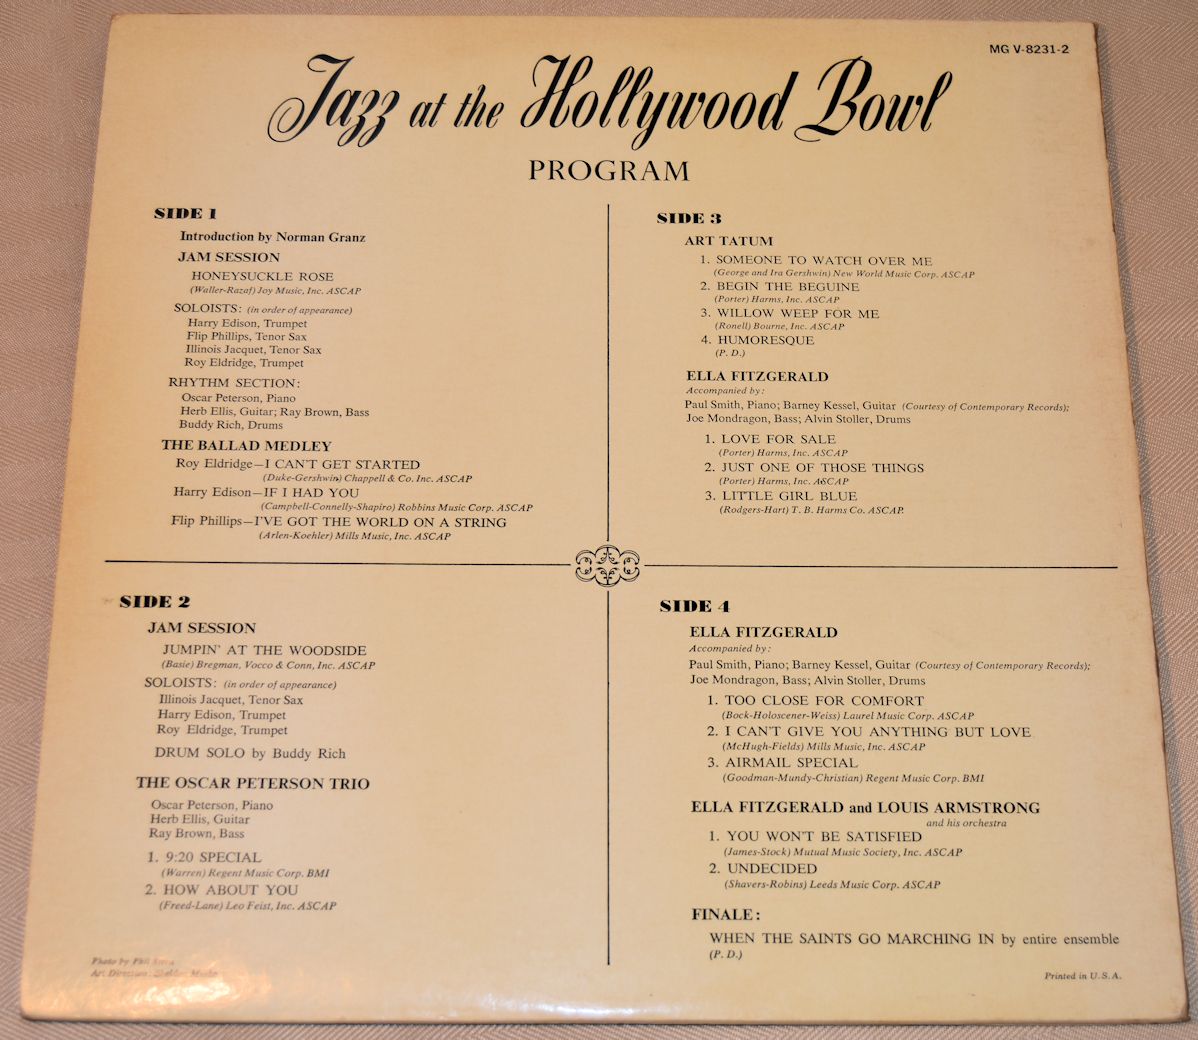 MG V-8231-2
Jazz at the Hollywood Bowl
PROGRAM
SIDE 1
Introduction by Norman Granz
JAM SESSION
HONEYSUCKLE ROSE
(Waller-Razaf) Joy Music, Inc. ASCAP
SOLOISTS: (in order of appearance)
Harry Edison, Trumpet
Flip Phillips, Tenor Sax
Illinois Jacquet, Tenor Sax
Roy Eldridge, Trumpet
RHYTHM SECTION:
Oscar Peterson, Piano
Herb Ellis, Guitar; Ray Brown, Bass
Buddy Rich, Drums
THE BALLAD MEDLEY
Roy Eldridge—I CAN'T GET STARTED
(Duke-Gershwin) Chappell & Co. Inc. ASCAP
Harry Edison—IF I HAD YOU
(Campbell-Connelly-Shapiro) Robbins Music Corp. ASCAP
Flip Phillips—I'VE GOT THE WORLD ON A STRING
(Arlen-Koehler) Mills Music, Inc. ASCAP
SIDE 2
JAM SESSION
JUMPIN' AT THE WOODSIDE
(Basie) Bregman, Vocco & Conn, Inc. ASCAP
SOLOISTS: (in order of appearance)
Illinois Jacquet, Tenor Sax
Harry Edison, Trumpet
Roy Eldridge, Trumpet
DRUM SOLO by Buddy Rich
THE OSCAR PETERSON TRIO
Oscar Peterson, Piano
Herb Ellis, Guitar
Ray Brown, Bass
1. 9:20 SPECIAL
(Warren) Regent Music Corp. BMI
2. HOW ABOUT YOU
(Freed-Lane) Leo Feist, Inc. ASCAP
Photo by Phil Stern
Art Direction:
SIDE 3
ART TATUM
1. SOMEONE TO WATCH OVER ME
(George and Ira Gershwin) New World Music Corp. ASCAP
2. BEGIN THE BEGUINE
(Porter) Harms, Inc. ASCAP
3. WILLOW WEEP FOR ME
(Ronell) Bourne, Inc. ASCAP
4. HUMORESQUE
(P. D.)
ELLA FITZGERALD
Accompanied by:
Paul Smith, Piano; Barney Kessel, Guitar (Courtesy of Contemporary Records);
Joe Mondragon, Bass; Alvin Stoller, Drums
1. LOVE FOR SALE
(Porter) Harms, Inc. ASCAP
2. JUST ONE OF THOSE THINGS
(Porter) Harms, Inc. ASCAP
3. LITTLE GIRL BLUE
(Rodgers-Hart) T. B. Harms Co. ASCAP.
SIDE 4
ELLA FITZGERALD
Accompanied by:
Paul Smith, Piano; Barney Kessel, Guitar (Courtesy of Contemporary Records);
Joe Mondragon, Bass; Alvin Stoller, Drums
1. TOO CLOSE FOR COMFORT
(Bock-Holoscener-Weiss) Laurel Music Corp. ASCAP
2. I CAN'T GIVE YOU ANYTHING BUT LOVE
(McHugh-Fields) Mills Music, Inc. ASCAP
3. AIRMAIL SPECIAL
(Goodman-Mundy-Christian) Regent Music Corp. BMI
ELLA FITZGERALD and LOUIS ARMSTRONG
and his orchestra
1. YOU WON'T BE SATISFIED
(James-Stock) Mutual Music Society, Inc. ASCAP
2. UNDECIDED
(Shavers-Robins) Leeds Music Corp. ASCAP
FINALE:
WHEN THE SAINTS GO MARCHING IN by entire ensemble
(P. D.)
Printed in U. S. A.